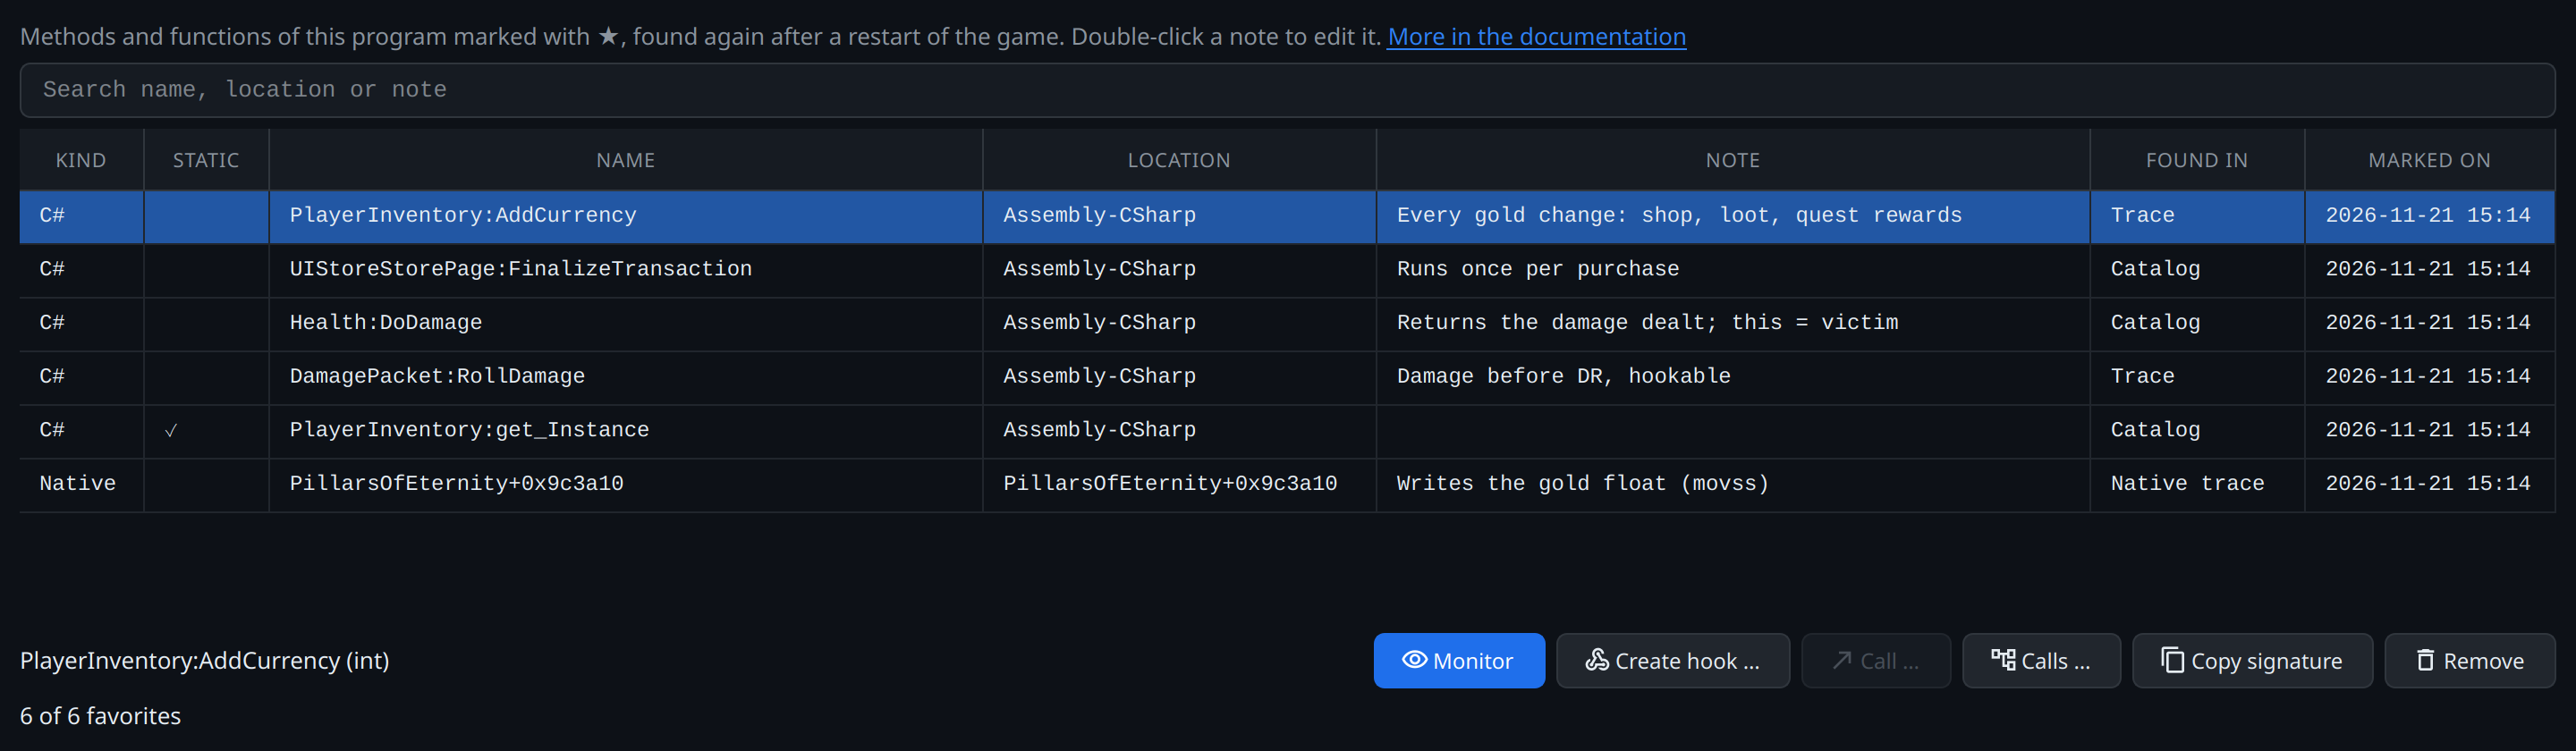 Methods and functions of this program marked with ★, found again after a restart of the game. Double-click a note to edit it. More in the documentation
Search name, location or note
KIND STATIC NAME LOCATION NOTE FOUND IN MARKED ON
C# PlayerInventory:AddCurrency Assembly-CSharp Every gold change: shop, loot, quest rewards Trace 2026-11-21 15:14
C# UIStoreStorePage:FinalizeTransaction Assembly-CSharp Runs once per purchase Catalog 2026-11-21 15:14
C# Health:DoDamage Assembly-CSharp Returns the damage dealt; this = victim Catalog 2026-11-21 15:14
C# DamagePacket:RollDamage Assembly-CSharp Damage before DR, hookable Trace 2026-11-21 15:14
C# ✓ PlayerInventory:get_Instance Assembly-CSharp Catalog 2026-11-21 15:14
Native PillarsOfEternity+0x9c3a10 PillarsOfEternity+0x9c3a10 Writes the gold float (movss) Native trace 2026-11-21 15:14
PlayerInventory:AddCurrency (int) Monitor Create hook ... Call ... Calls ... Copy signature Remove
6 of 6 favorites